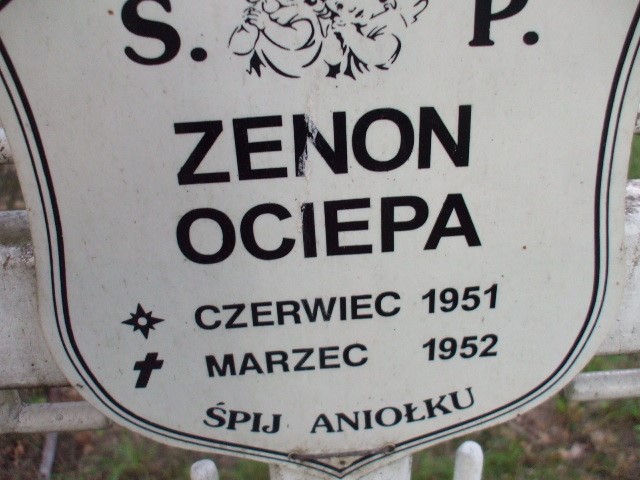 Ś. P.
ZENON
OCIEPA
CZERWIEC 1951
MARZEC 1952
ŚPIJ ANIOŁKU